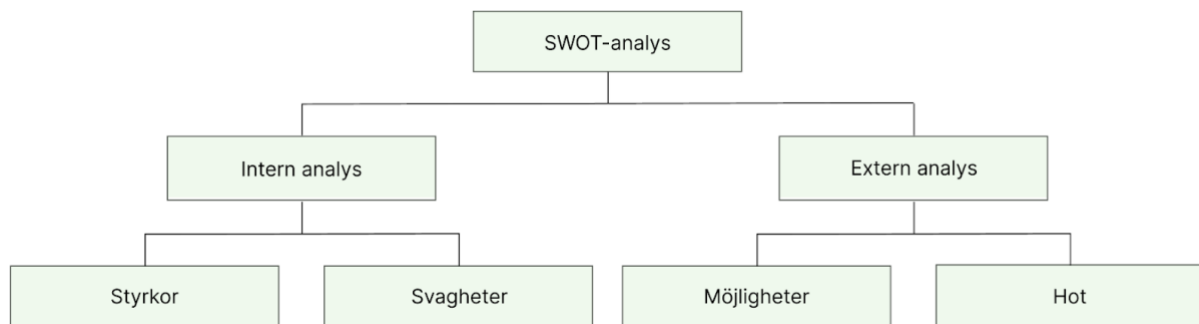 SWOT-analys
Intern analys
Extern analys
Styrkor
Svagheter
Möjligheter
Hot